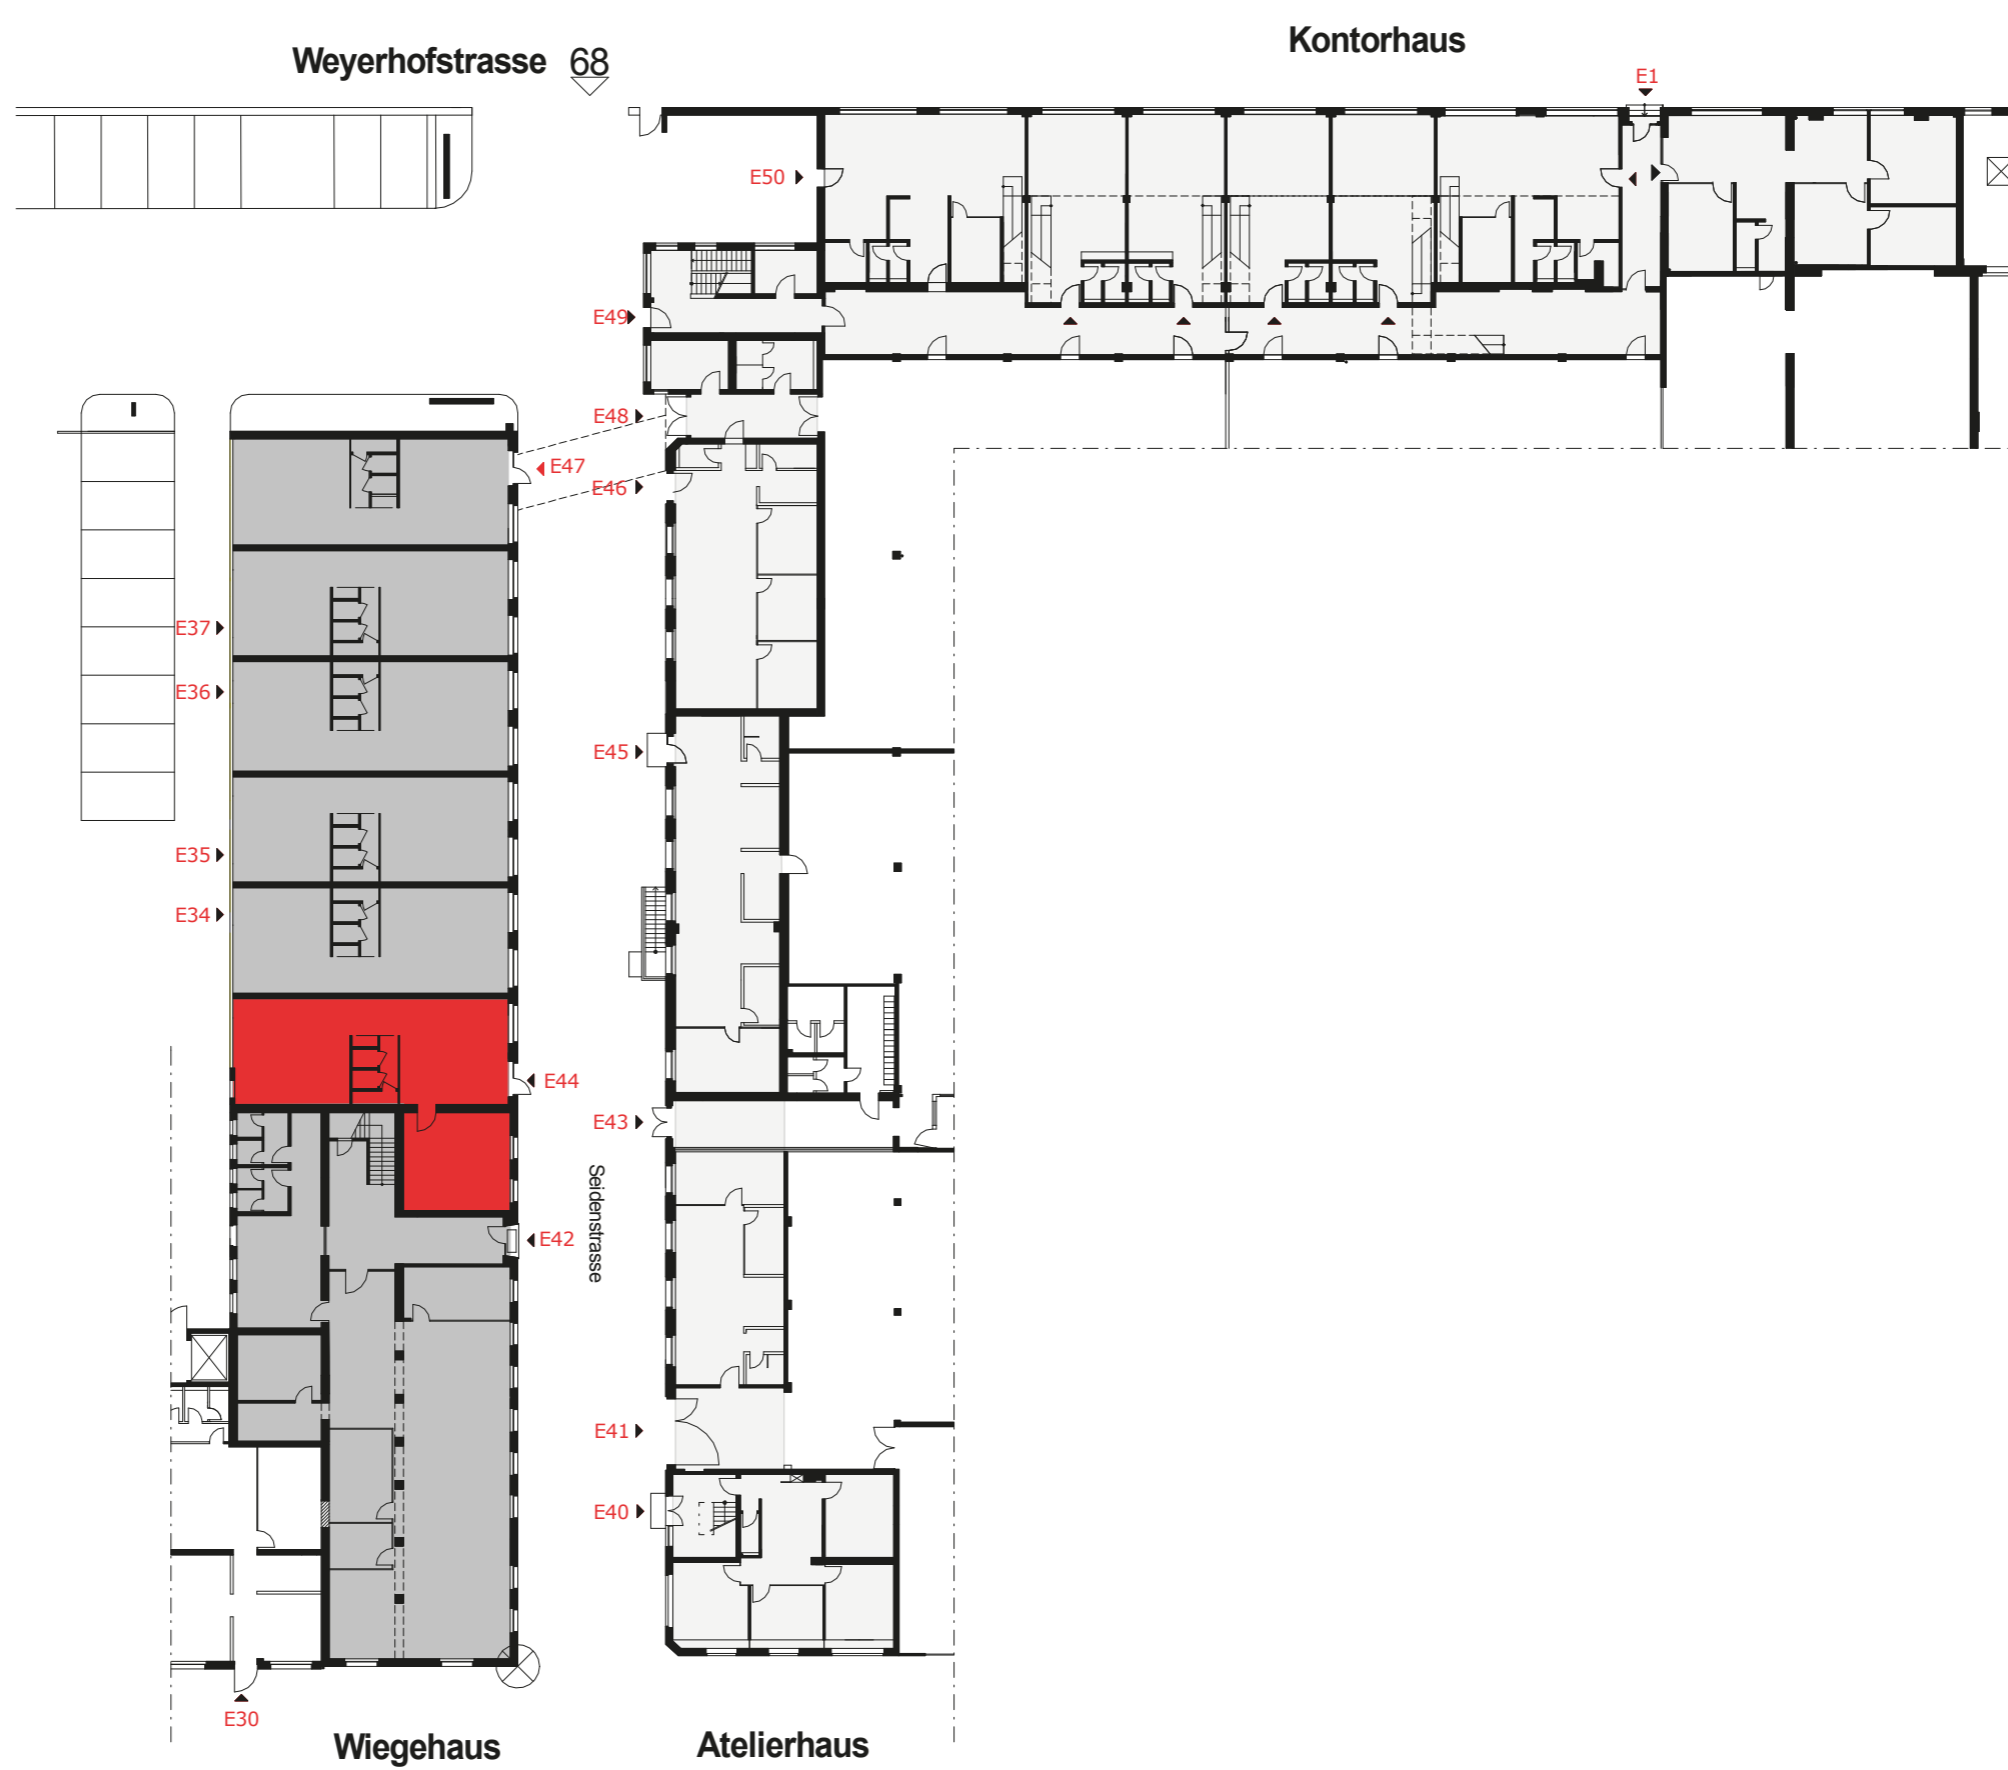 Kontorhaus
Weyerhofstrasse 68
E1
E50
E49
E48
E47
E46
E37
E36
E45
E35
E34
E44
E43
Seidenstrasse
E42
E41
E40
E30
Wiegehaus
Atelierhaus